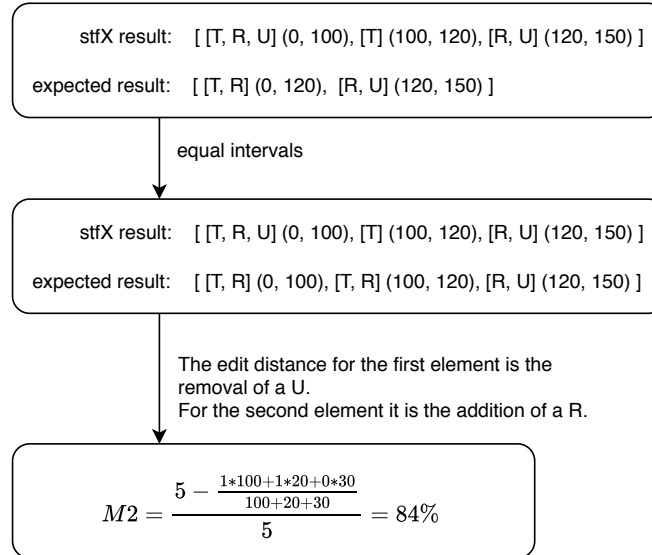 stfX result: [ [T, R, U] (0, 100), [T] (100, 120), [R, U] (120, 150) ]
expected result: [ [T, R] (0, 120), [R, U] (120, 150) ]
equal intervals
stfX result: [ [T, R, U] (0, 100), [T] (100, 120), [R, U] (120, 150) ]
expected result: [ [T, R] (0, 100), [T, R] (100, 120), [R, U] (120, 150) ]
The edit distance for the first element is the
removal of a U.
For the second element it is the addition of a R.
$M2 = \frac{5 - \frac{1*100+1*20+0*30}{100+20+30}}{5} = 84\%$